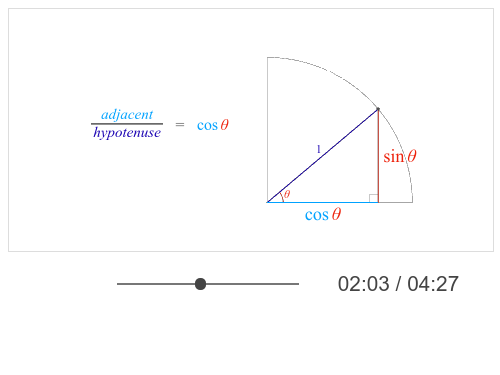 adjacent
hypotenuse
= cos θ
1
sin θ
θ
cos θ
02:03 / 04:27